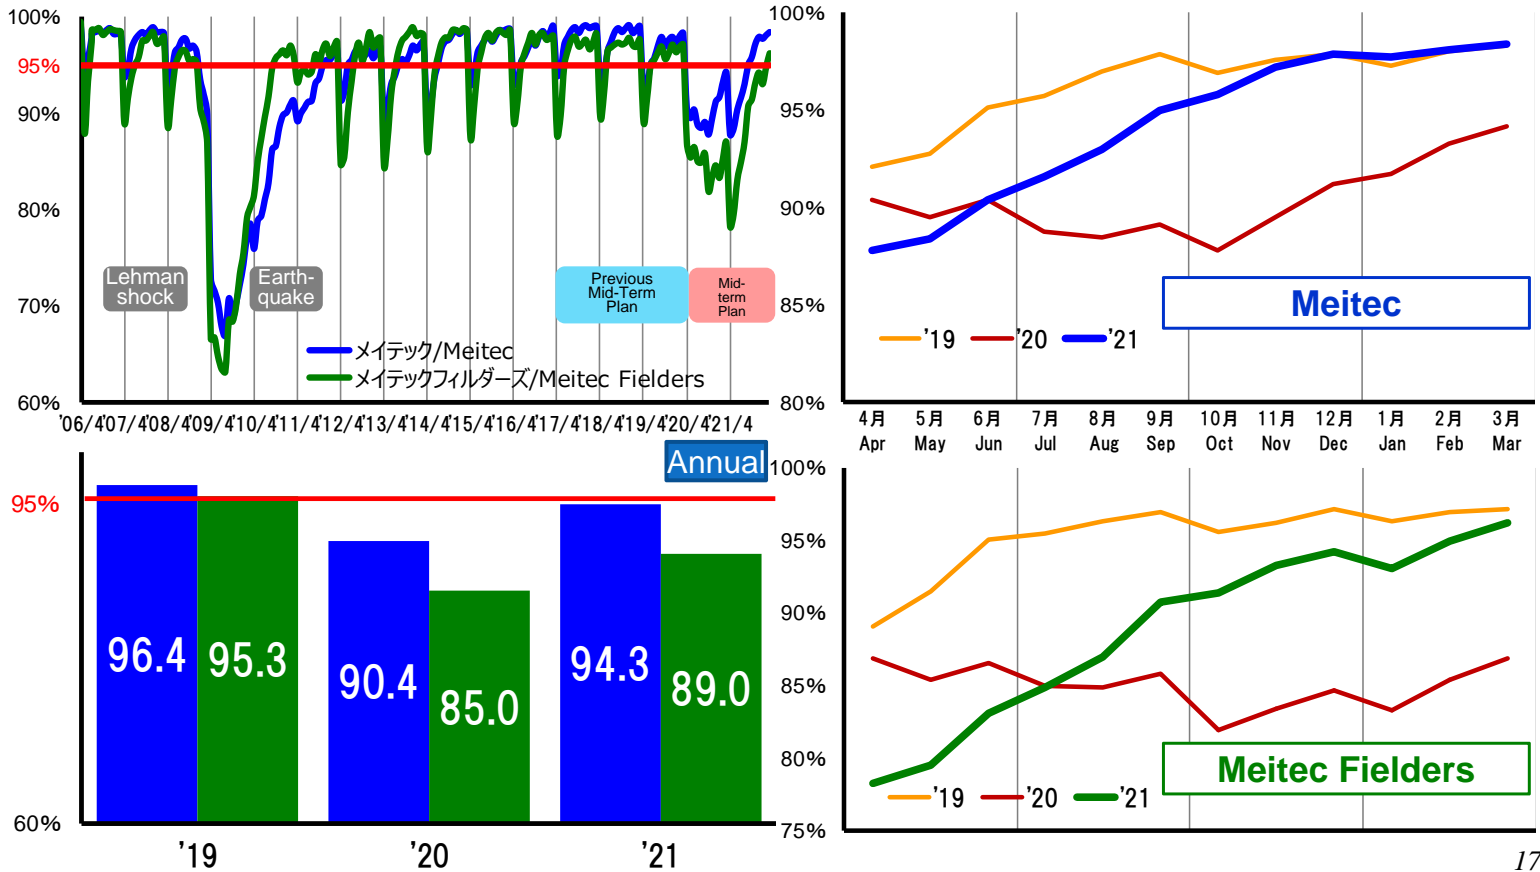 100%
95%
90%
80%
70%
60%
Lehman
shock
Earth-
quake
Previous
Mid-Term
Plan
Mid-
term
Plan
メイテック/Meitec
メイテックフィルダーズ/Meitec Fielders
'06/4 '07/4 '08/4 '09/4 '10/4 '11/4 '12/4 '13/4 '14/4 '15/4 '16/4 '17/4 '18/4 '19/4 '20/4 '21/4
100%
95%
90%
85%
80%
Meitec
'19 '20 '21
4月 5月 6月 7月 8月 9月 10月 11月 12月 1月 2月 3月
Apr May Jun Jul Aug Sep Oct Nov Dec Jan Feb Mar
Annual
95%
60%
96.4
95.3
90.4
85.0
94.3
89.0
'19 '20 '21
100%
95%
90%
85%
80%
75%
Meitec Fielders
'19 '20 '21
17